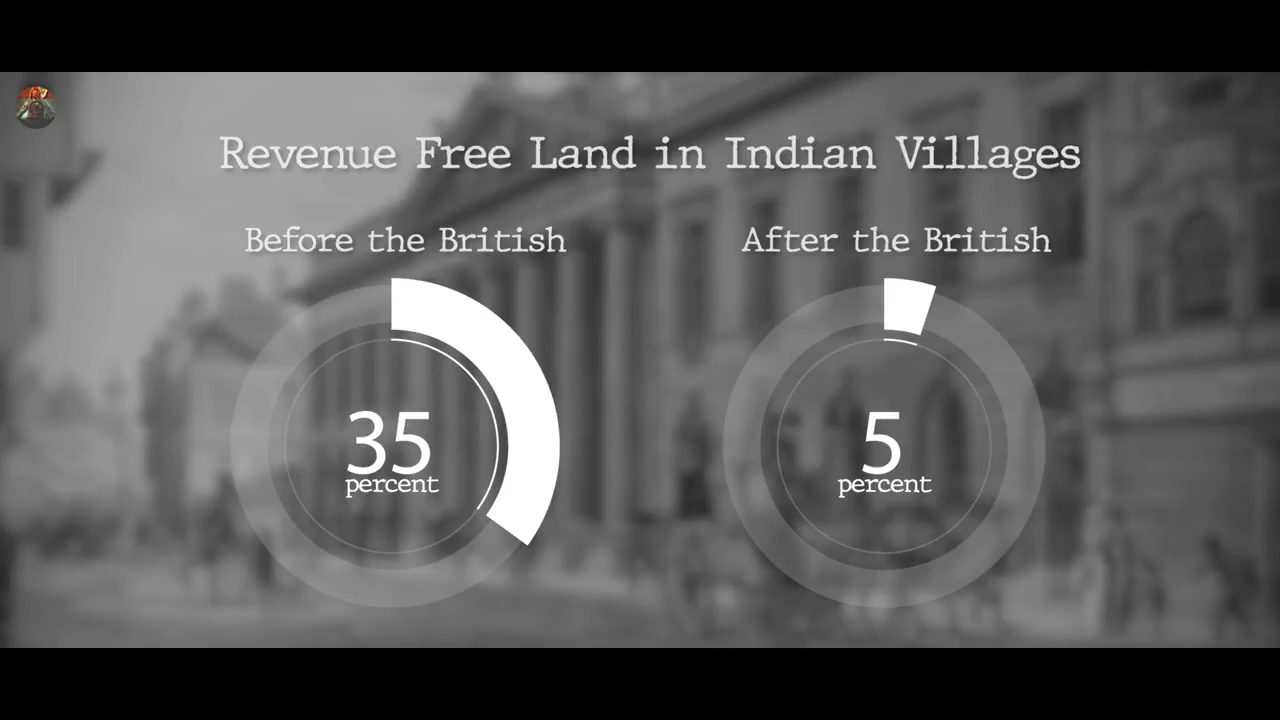 Revenue Free Land in Indian Villages
Before the British
After the British
35
percent
5
percent